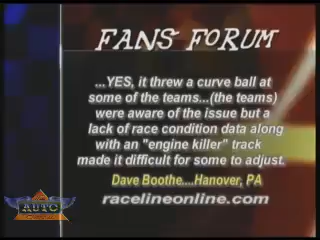 FANS FORUM
...YES, it threw a curve ball at
some of the teams...(the teams)
were aware of the issue but a
lack of race condition data along
with an "engine killer" track
made it difficult for some to adjust.
Dave Boothe....Hanover, PA
racelineonline.com
AUTO